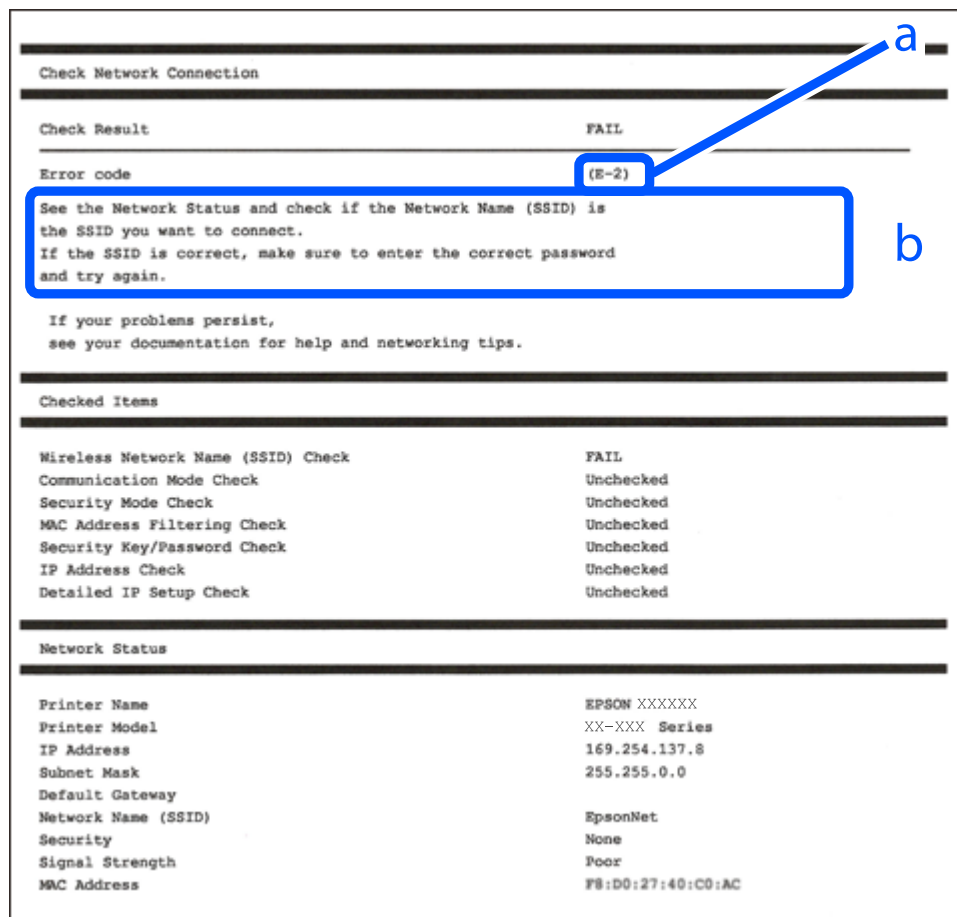 a
Check Network Connection
Check Result FAIL
Error code (E-2)
See the Network Status and check if the Network Name (SSID) is
the SSID you want to connect.
If the SSID is correct, make sure to enter the correct password
and try again.
b
If your problems persist,
see your documentation for help and networking tips.
Checked Items
Wireless Network Name (SSID) Check FAIL
Communication Mode Check Unchecked
Security Mode Check Unchecked
MAC Address Filtering Check Unchecked
Security Key/Password Check Unchecked
IP Address Check Unchecked
Detailed IP Setup Check Unchecked
Network Status
Printer Name EPSON XXXXXX
Printer Model XX-XXX Series
IP Address 169.254.137.8
Subnet Mask 255.255.0.0
Default Gateway
Network Name (SSID) EpsonNet
Security None
Signal Strength Poor
MAC Address F8:D0:27:40:C0:AC